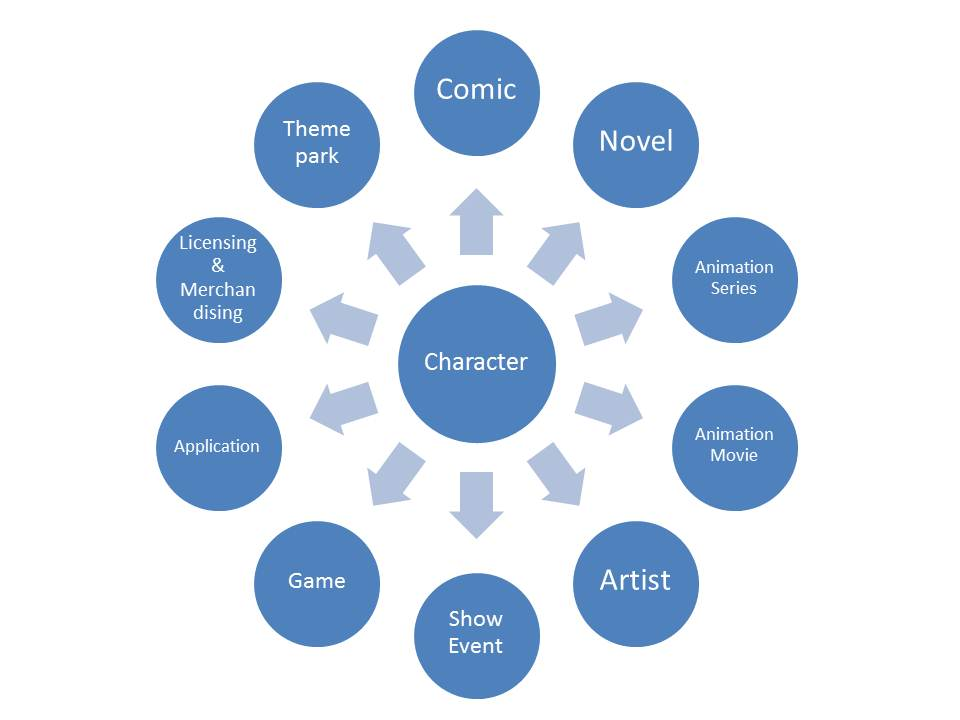 Comic
Novel
Animation
Series
Animation
Movie
Artist
Show
Event
Game
Application
Licensing
&
Merchan
dising
Theme
park
Character